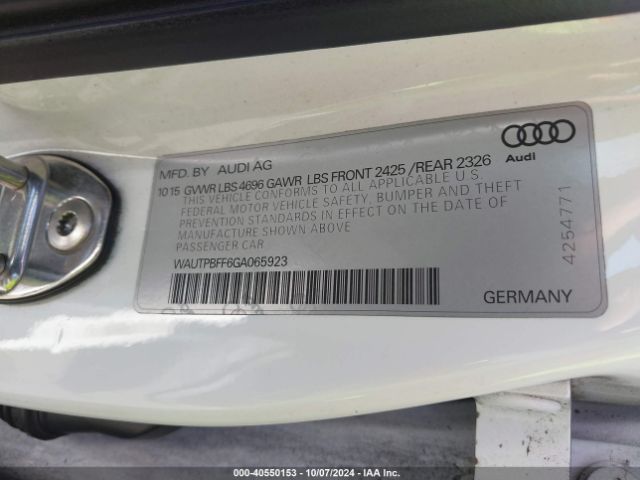 MFD. BY AUDI AG
10 15 GVWR LBS 4696 GAWR LBS FRONT 2425 / REAR 2326
THIS VEHICLE CONFORMS TO ALL APPLICABLE U.S.
FEDERAL MOTOR VEHICLE SAFETY, BUMPER AND THEFT
PREVENTION STANDARDS IN EFFECT ON THE DATE OF
MANUFACTURE SHOWN ABOVE
PASSENGER CAR
WAUTPBFF6GA065923
Audi
4254771
GERMANY
000-40550153 - 10/07/2024 - IAA Inc.